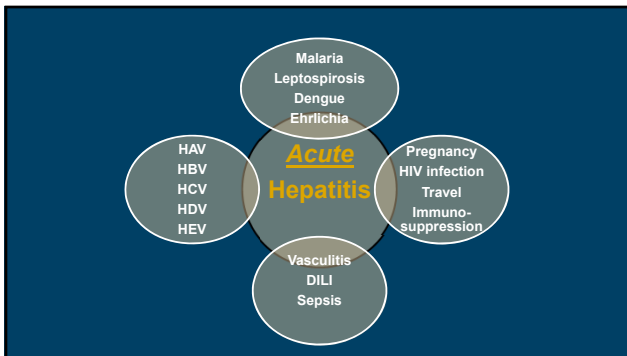 Malaria
Leptospirosis
Dengue
Ehrlichia
Acute
Hepatitis
HAV
HBV
HCV
HDV
HEV
Pregnancy
HIV infection
Travel
Immuno-
suppression
Vasculitis
DILI
Sepsis